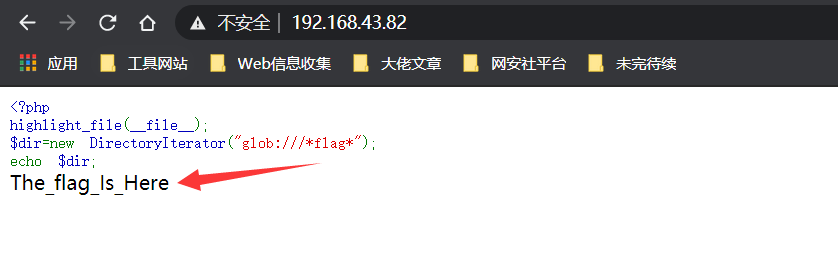 不安全 192.168.43.82
应用 工具网站 Web信息收集 大佬文章 网安社平台 未完待续
<?php
highlight_file(__file__);
$dir=new DirectoryIterator("glob:///*flag*");
echo $dir;
The_flag_Is_Here